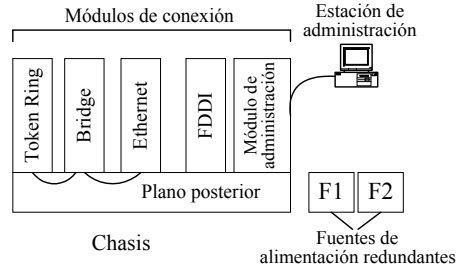 Módulos de conexión
Estación de
administración
Token Ring
Bridge
Ethernet
FDDI
Módulo de
administración
Plano posterior
F1
F2
Chasis
Fuentes de
alimentación redundantes